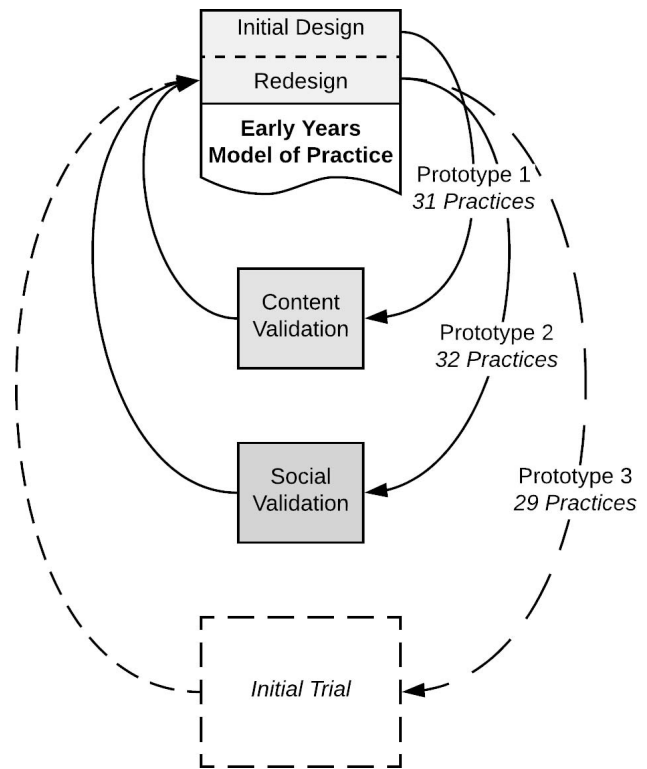 Initial Design
Redesign
Early Years
Model of Practice
Prototype 1
31 Practices
Content
Validation
Prototype 2
32 Practices
Social
Validation
Prototype 3
29 Practices
Initial Trial